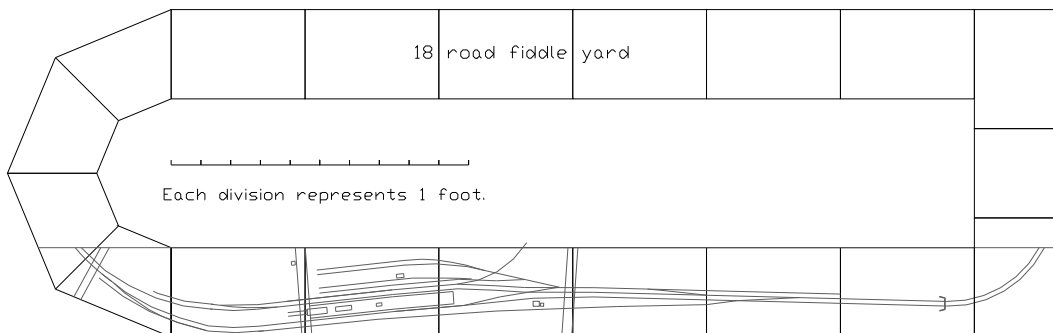 18 road fiddle yard
Each division represents 1 foot.